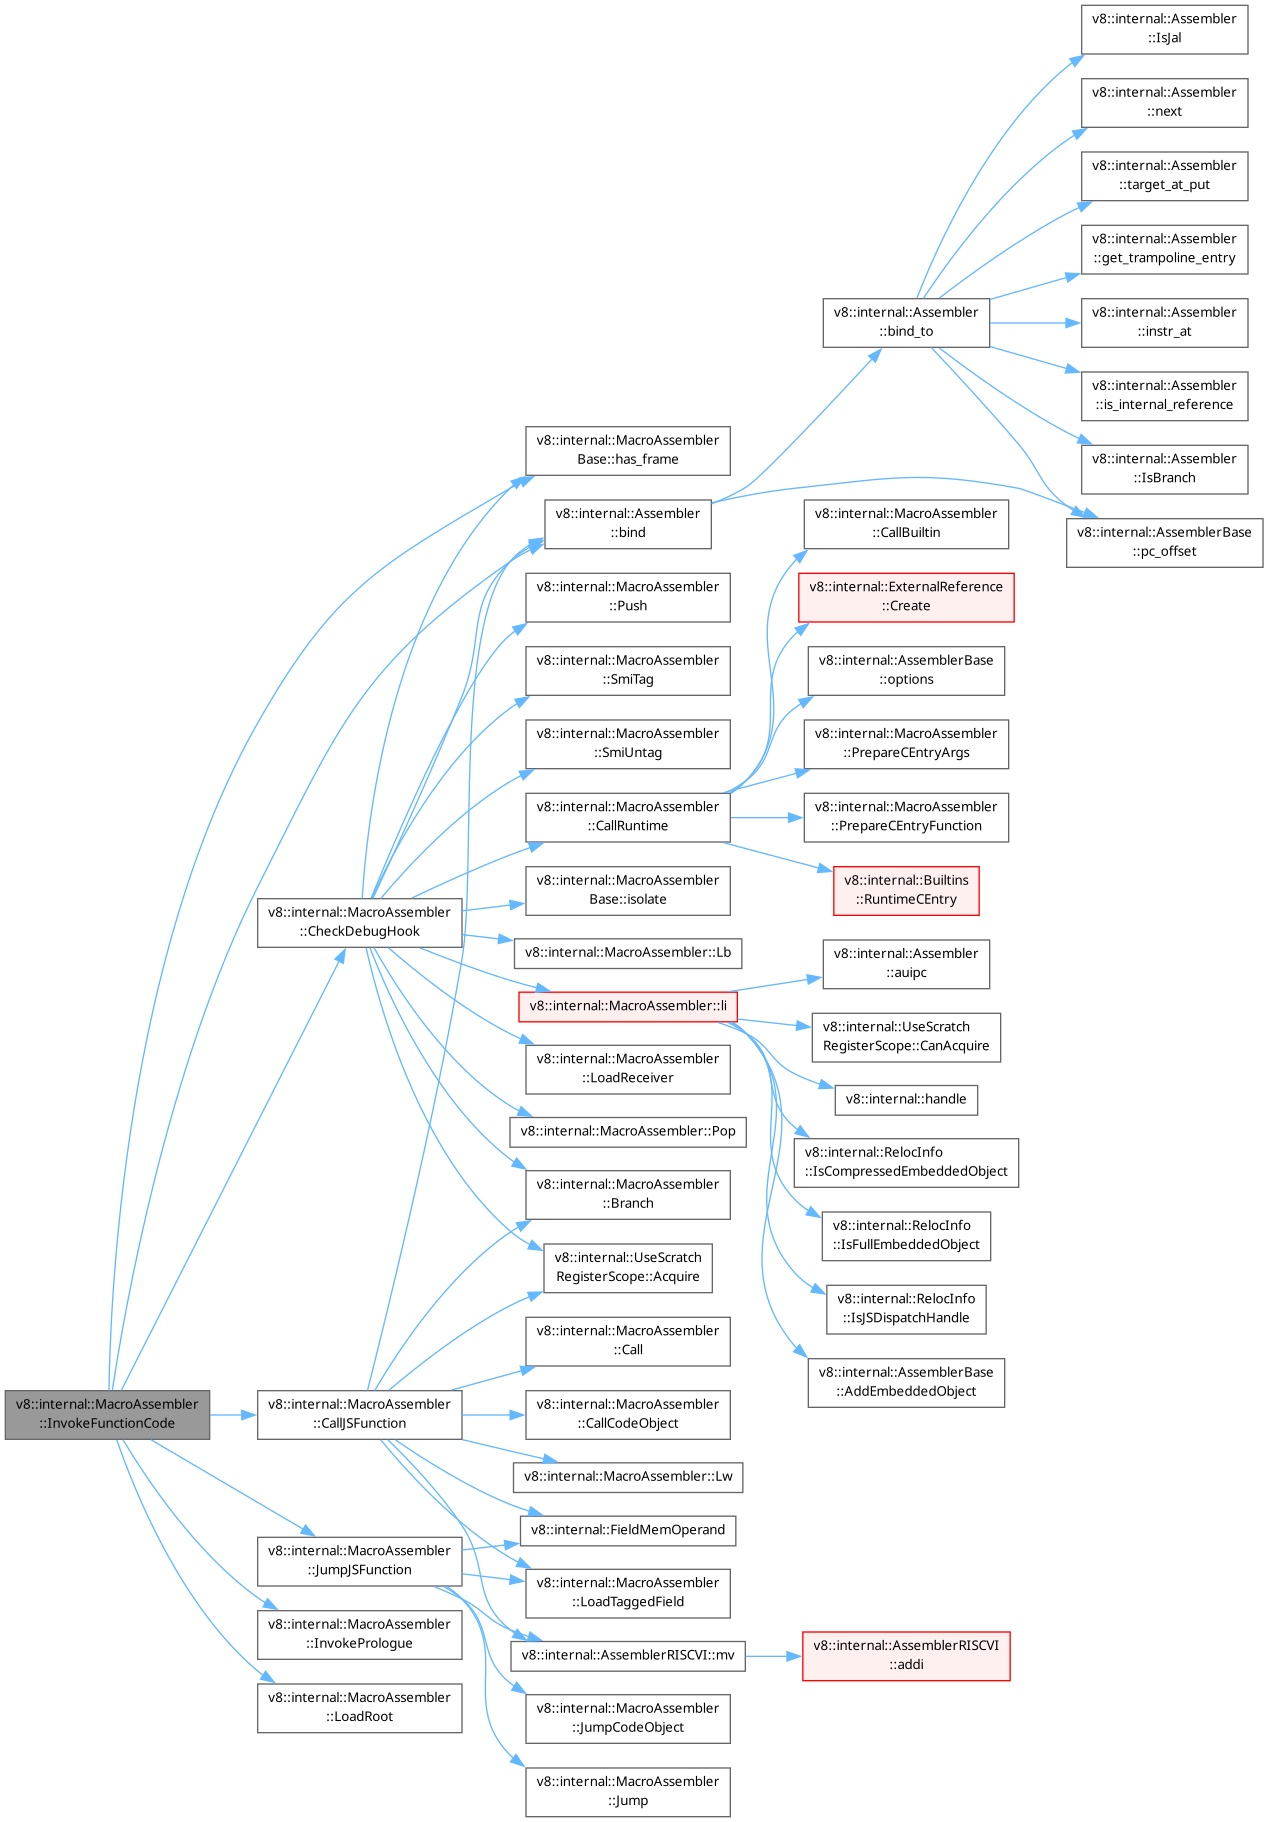 v8::internal::Assembler
::IsJal
v8::internal::Assembler
::next
v8::internal::Assembler
::target_at_put
v8::internal::Assembler
::get_trampoline_entry
v8::internal::Assembler
::bind_to
v8::internal::Assembler
::instr_at
v8::internal::Assembler
::is_internal_reference
v8::internal::MacroAssembler
Base::has_frame
v8::internal::Assembler
::IsBranch
v8::internal::Assembler
::bind
v8::internal::MacroAssembler
::CallBuiltin
v8::internal::AssemblerBase
::pc_offset
v8::internal::MacroAssembler
::Push
v8::internal::ExternalReference
::Create
v8::internal::MacroAssembler
::SmiTag
v8::internal::AssemblerBase
::options
v8::internal::MacroAssembler
::SmiUntag
v8::internal::MacroAssembler
::PrepareCEntryArgs
v8::internal::MacroAssembler
::CallRuntime
v8::internal::MacroAssembler
::PrepareCEntryFunction
v8::internal::MacroAssembler
Base::isolate
v8::internal::Builtins
::RuntimeCEntry
v8::internal::MacroAssembler
::CheckDebugHook
v8::internal::MacroAssembler::Lb
v8::internal::Assembler
::auipc
v8::internal::MacroAssembler::li
v8::internal::UseScratch
RegisterScope::CanAcquire
v8::internal::MacroAssembler
::LoadReceiver
v8::internal::handle
v8::internal::MacroAssembler::Pop
v8::internal::RelocInfo
::IsCompressedEmbeddedObject
v8::internal::MacroAssembler
::Branch
v8::internal::RelocInfo
::IsFullEmbeddedObject
v8::internal::UseScratch
RegisterScope::Acquire
v8::internal::RelocInfo
::IsJSDispatchHandle
v8::internal::MacroAssembler
::Call
v8::internal::AssemblerBase
::AddEmbeddedObject
v8::internal::MacroAssembler
::InvokeFunctionCode
v8::internal::MacroAssembler
::CallJSFunction
v8::internal::MacroAssembler
::CallCodeObject
v8::internal::MacroAssembler::Lw
v8::internal::FieldMemOperand
v8::internal::MacroAssembler
::JumpJSFunction
v8::internal::MacroAssembler
::LoadTaggedField
v8::internal::MacroAssembler
::InvokePrologue
v8::internal::AssemblerRISCVI::mv
v8::internal::AssemblerRISCVI
::addi
v8::internal::MacroAssembler
::LoadRoot
v8::internal::MacroAssembler
::JumpCodeObject
v8::internal::MacroAssembler
::Jump